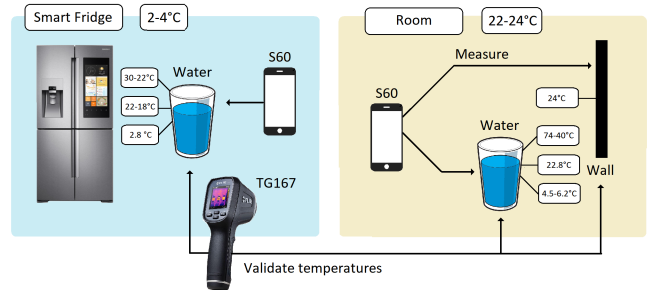 Smart Fridge
2-4°C
Room
22-24°C
S60
Water
30-22°C
22-18°C
2.8 °C
TG167
Measure
S60
24°C
Water
74-40°C
22.8°C
4.5-6.2°C
Wall
Validate temperatures